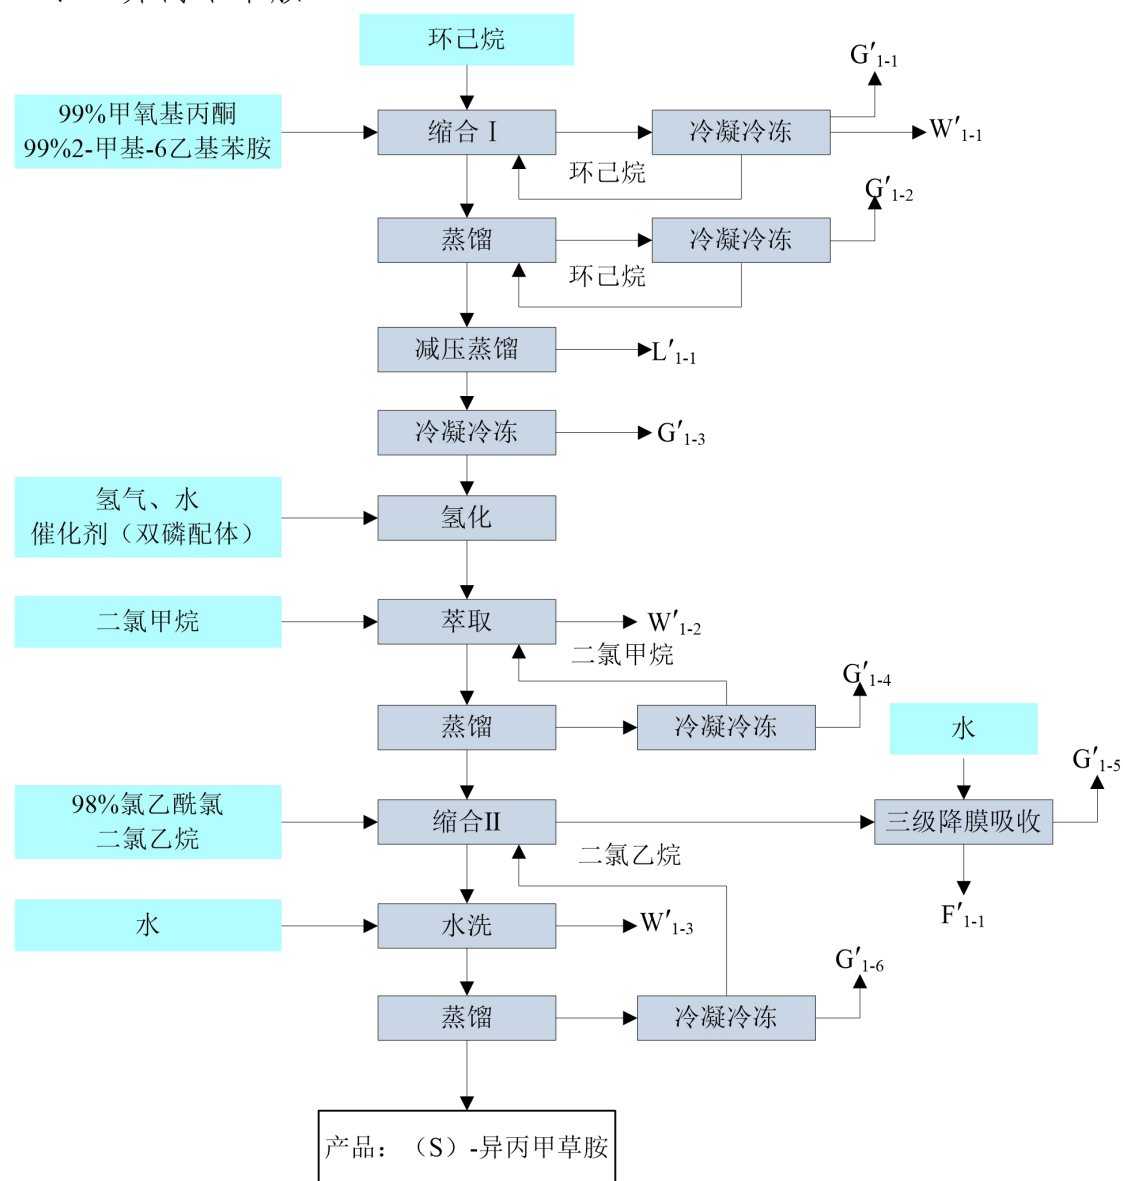 环己烷
G′1-1
99%甲氧基丙酮
99%2-甲基-6乙基苯胺
缩合Ⅰ
冷凝冷冻
W′1-1
环己烷
G′1-2
蒸馏
冷凝冷冻
环己烷
减压蒸馏
L′1-1
冷凝冷冻
G′1-3
氢气、水
催化剂（双磷配体）
氢化
二氯甲烷
萃取
W′1-2
二氯甲烷
G′1-4
蒸馏
冷凝冷冻
水
G′1-5
98%氯乙酰氯
二氯乙烷
缩合Ⅱ
三级降膜吸收
二氯乙烷
F′1-1
水
水洗
W′1-3
G′1-6
蒸馏
冷凝冷冻
产品：（S）-异丙甲草胺